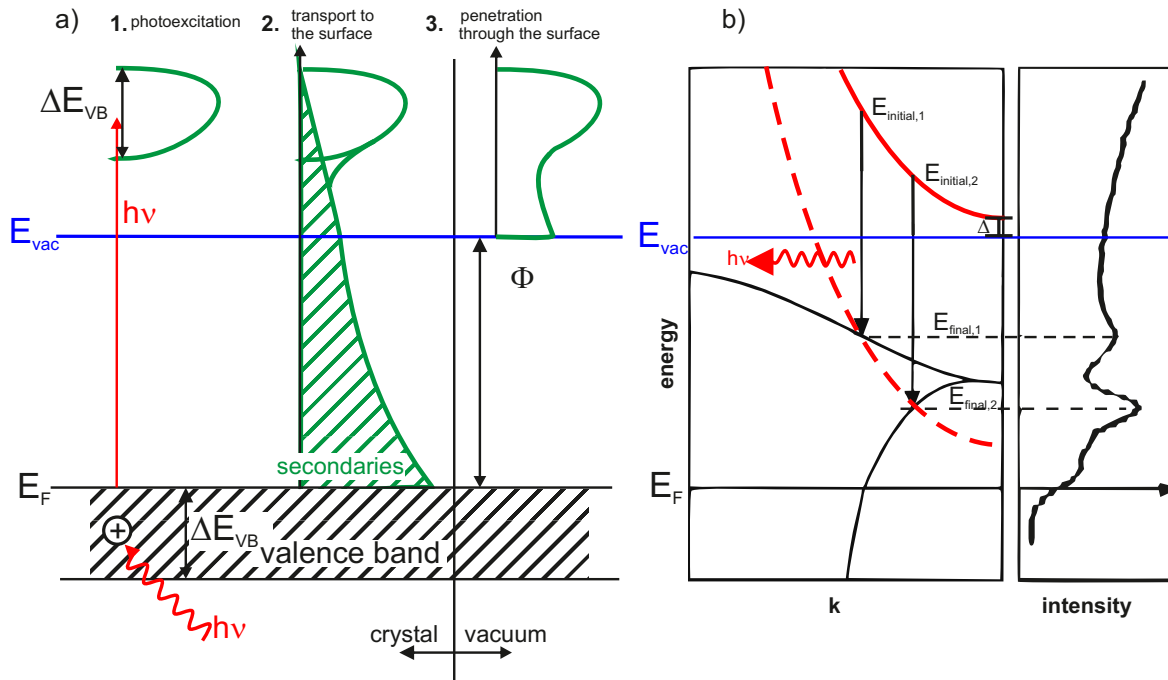 a)
1. photoexcitation
2. transport to
the surface
3. penetration
through the surface
ΔE_VB
hν
E_vac
Φ
secondaries
E_F
ΔE_VB
valence band
hν
crystal
vacuum
b)
E_initial,1
E_initial,2
Δ
E_vac
hν
E_final,1
energy
E_final,2
E_F
k
intensity